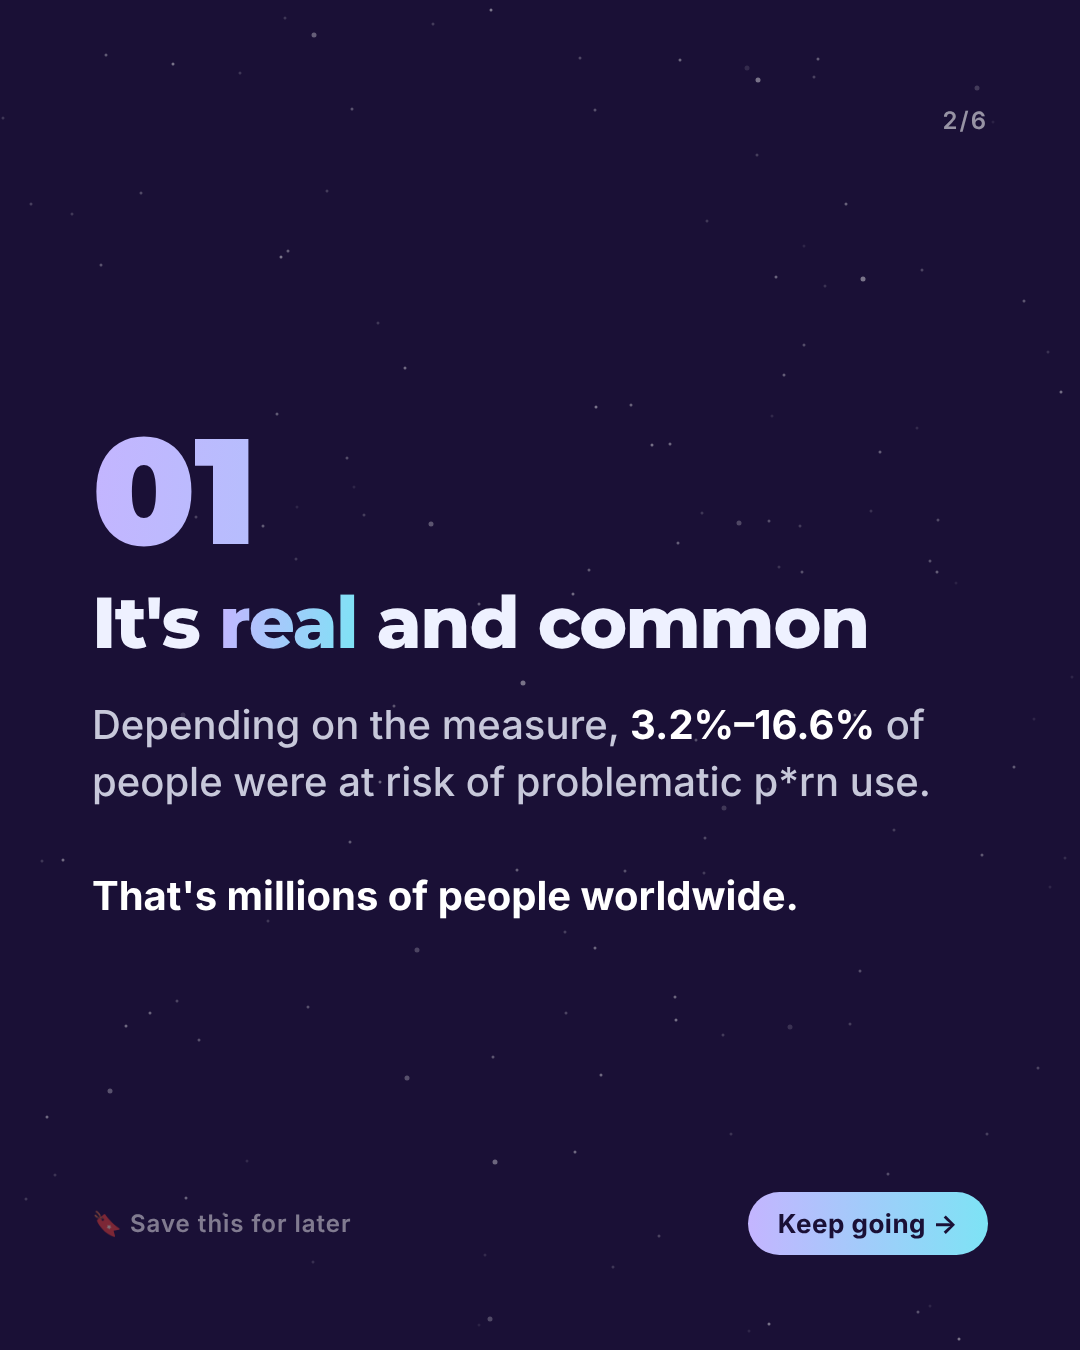 2/6
01
It's real and common
Depending on the measure, 3.2%–16.6% of
people were at risk of problematic p*rn use.
That's millions of people worldwide.
🔖 Save this for later
Keep going →